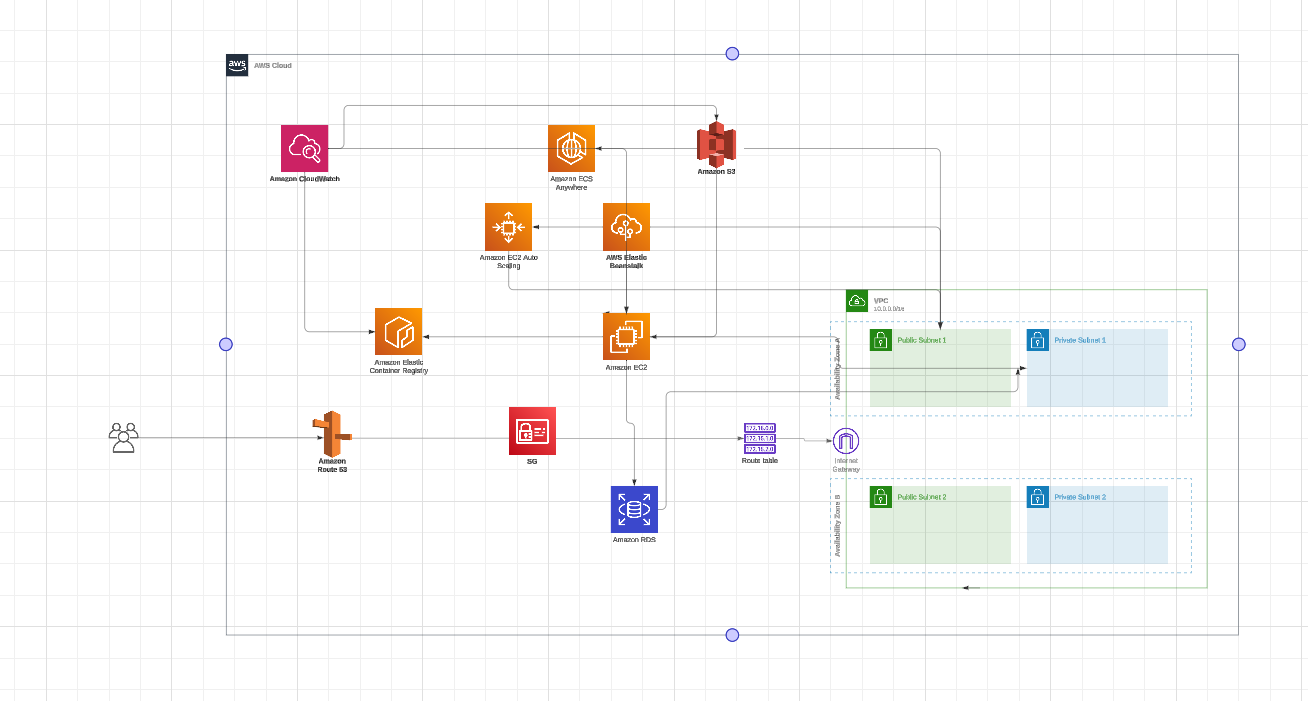 aws
AWS Cloud
Amazon CloudWatch
Amazon ECS
Anywhere
Amazon S3
Amazon EC2 Auto
Scaling
AWS Elastic
Beanstalk
VPC
10.0.0.0/16
Availability Zone A
Public Subnet 1
Private Subnet 1
Amazon Elastic
Container Registry
Amazon EC2
Amazon
Route 53
SG
172.16.0.0
172.16.1.0
172.16.2.0
Route table
Internet
Gateway
Availability Zone B
Public Subnet 2
Private Subnet 2
Amazon RDS